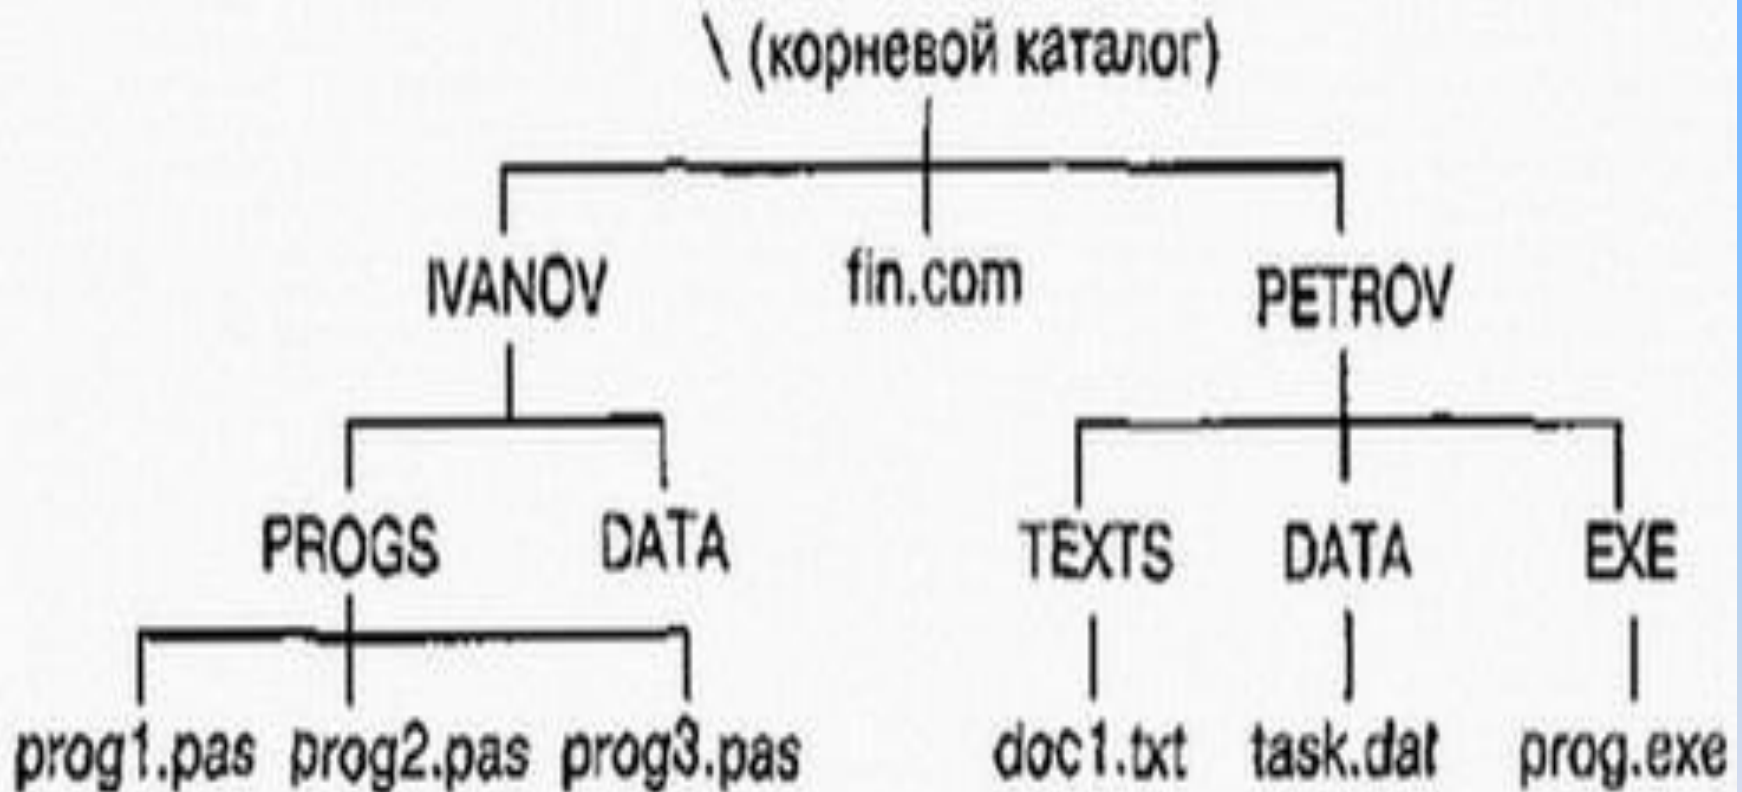 \ (корневой каталог)
IVANOV fin.com PETROV
PROGS DATA TEXTS DATA EXE
prog1.pas prog2.pas prog3.pas doc1.txt task.dat prog.exe